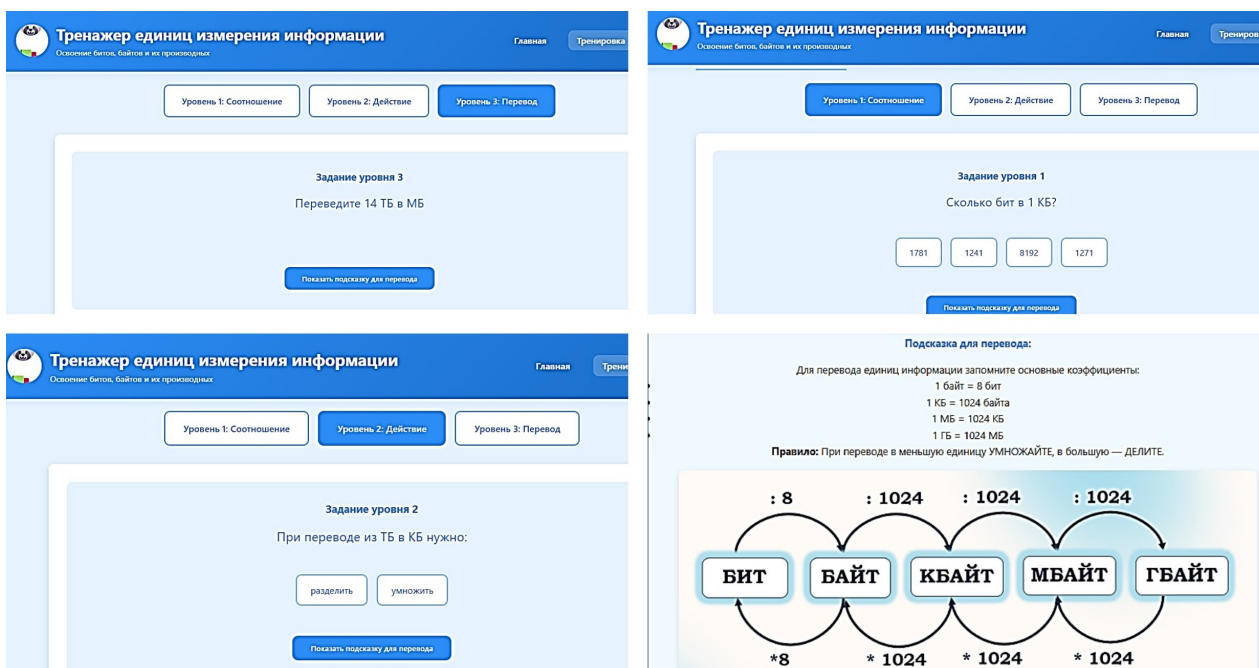 Тренажер единиц измерения информации
Освоение битов, байтов и их производных
Главная
Тренировка
Уровень 1: Соотношение
Уровень 2: Действие
Уровень 3: Перевод
Задание уровня 3
Переведите 14 ТБ в МБ
Показать подсказку для перевода
Тренажер единиц измерения информации
Освоение битов, байтов и их производных
Главная
Трениров
Уровень 1: Соотношение
Уровень 2: Действие
Уровень 3: Перевод
Задание уровня 1
Сколько бит в 1 КБ?
1781
1241
8192
1271
Показать подсказку для перевода
Тренажер единиц измерения информации
Освоение битов, байтов и их производных
Главная
Трени
Уровень 1: Соотношение
Уровень 2: Действие
Уровень 3: Перевод
Задание уровня 2
При переводе из ТБ в КБ нужно:
разделить
умножить
Показать подсказку для перевода
Подсказка для перевода:
Для перевода единиц информации запомните основные коэффициенты:
1 байт = 8 бит
1 КБ = 1024 байта
1 МБ = 1024 КБ
1 ГБ = 1024 МБ
Правило: При переводе в меньшую единицу УМНОЖАЙТЕ, в большую — ДЕЛИТЕ.
: 8 : 1024 : 1024 : 1024
БИТ БАЙТ КБАЙТ МБАЙТ ГБАЙТ
*8 * 1024 * 1024 * 1024